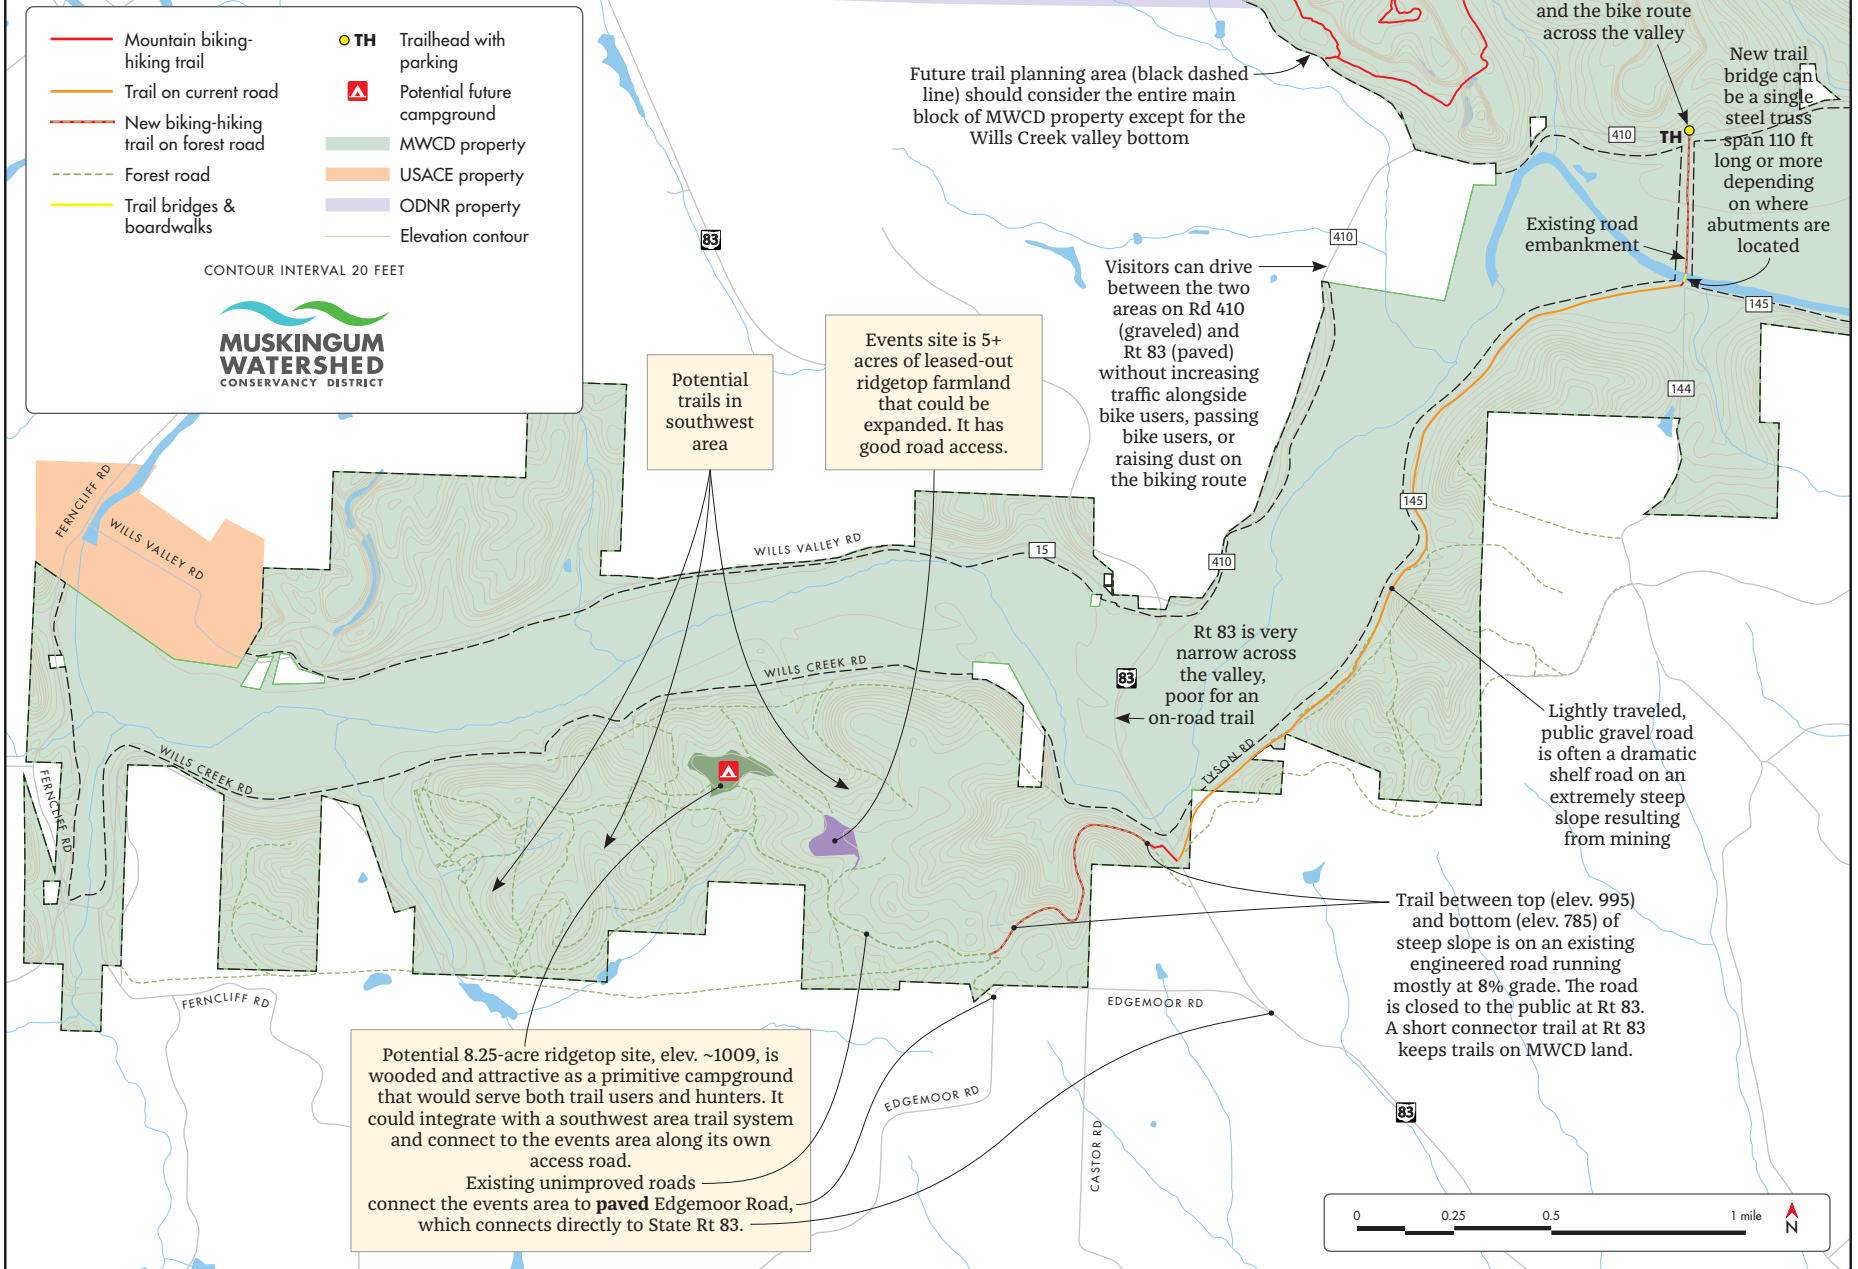 Mountain biking-
hiking trail
Trail on current road
New biking-hiking
trail on forest road
Forest road
Trail bridges &
boardwalks
TH
Trailhead with
parking
Potential future
campground
MWCD property
USACE property
ODNR property
Elevation contour
CONTOUR INTERVAL 20 FEET
MUSKINGUM
WATERSHED
CONSERVANCY DISTRICT
83
Future trail planning area (black dashed
line) should consider the entire main
block of MWCD property except for the
Wills Creek valley bottom
and the bike route
across the valley
New trail
bridge can
be a single
steel truss
span 110 ft
long or more
depending
on where
abutments are
located
410
TH
Existing road
embankment
410
145
144
Visitors can drive
between the two
areas on Rd 410
(graveled) and
Rt 83 (paved)
without increasing
traffic alongside
bike users, passing
bike users, or
raising dust on
the biking route
Events site is 5+
acres of leased-out
ridgetop farmland
that could be
expanded. It has
good road access.
Potential
trails in
southwest
area
FERNCLIFF RD
WILLS VALLEY RD
WILLS VALLEY RD
15
410
145
Rt 83 is very
narrow across
the valley,
poor for an
on-road trail
83
WILLS CREEK RD
WILLS CREEK RD
FERNCLIFF RD
TYSON RD
Lightly traveled,
public gravel road
is often a dramatic
shelf road on an
extremely steep
slope resulting
from mining
Trail between top (elev. 995)
and bottom (elev. 785) of
steep slope is on an existing
engineered road running
mostly at 8% grade. The road
is closed to the public at Rt 83.
A short connector trail at Rt 83
keeps trails on MWCD land.
FERNCLIFF RD
EDGEMOOR RD
EDGEMOOR RD
CASTOR RD
83
Potential 8.25-acre ridgetop site, elev. ~1009, is
wooded and attractive as a primitive campground
that would serve both trail users and hunters. It
could integrate with a southwest area trail system
and connect to the events area along its own
access road.
Existing unimproved roads
connect the events area to paved Edgemoor Road,
which connects directly to State Rt 83.
0 0.25 0.5 1 mile
N